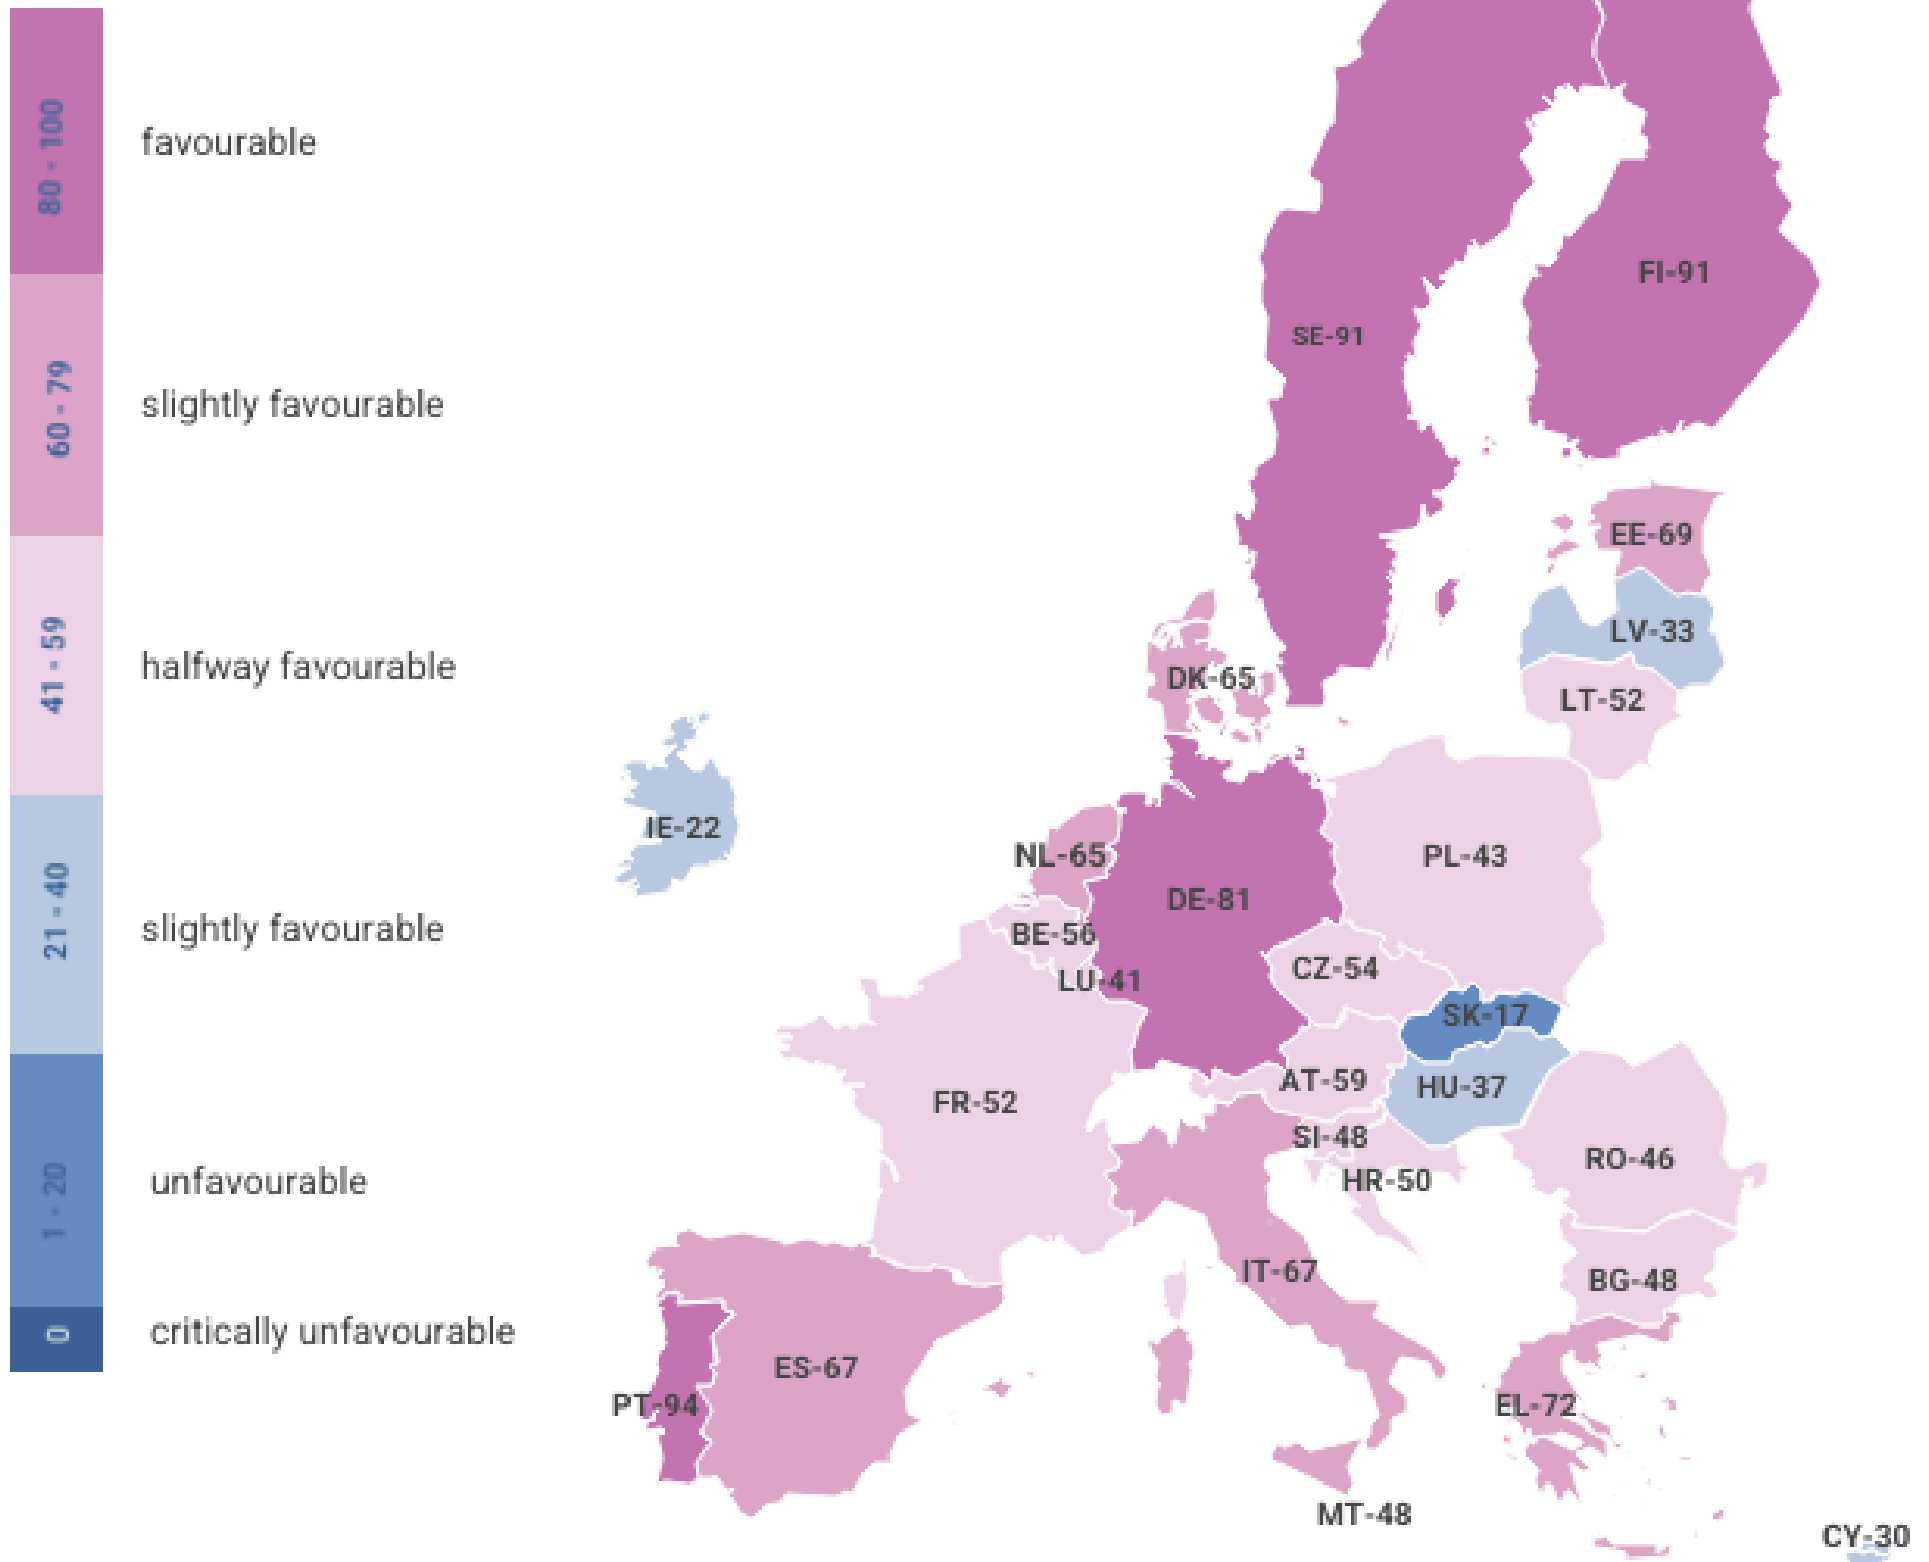 80 - 100
favourable
60 - 79
slightly favourable
41 - 59
halfway favourable
21 - 40
slightly favourable
1 - 20
unfavourable
0
critically unfavourable
FI-91
SE-91
EE-69
LV-33
DK-65
LT-52
IE-22
NL-65
PL-43
DE-81
BE-56
CZ-54
LU-41
SK-17
AT-59
HU-37
FR-52
SI-48
RO-46
HR-50
IT-67
BG-48
ES-67
PT-94
EL-72
MT-48
CY-30